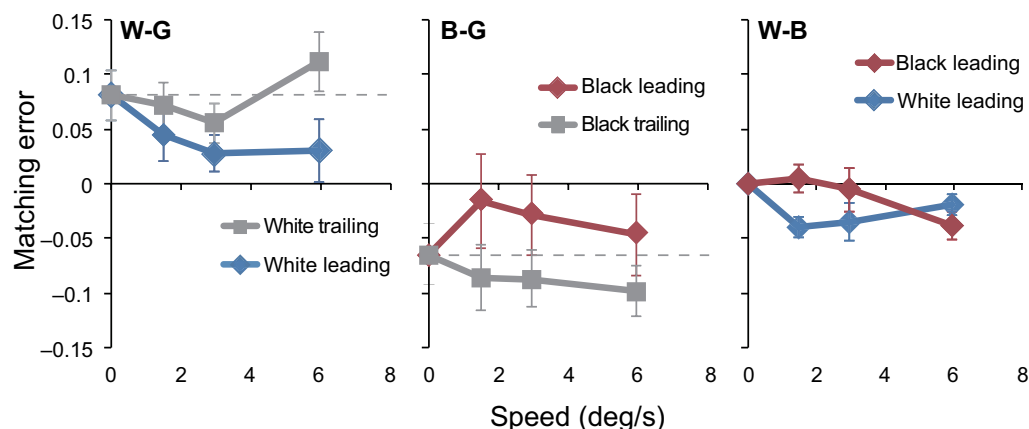 W-G
B-G
W-B
Matching error
0.15
0.1
0.05
0
–0.05
–0.1
–0.15
White trailing
White leading
Black leading
Black trailing
Black leading
White leading
0 2 4 6 8
0 2 4 6 8
0 2 4 6 8
Speed (deg/s)